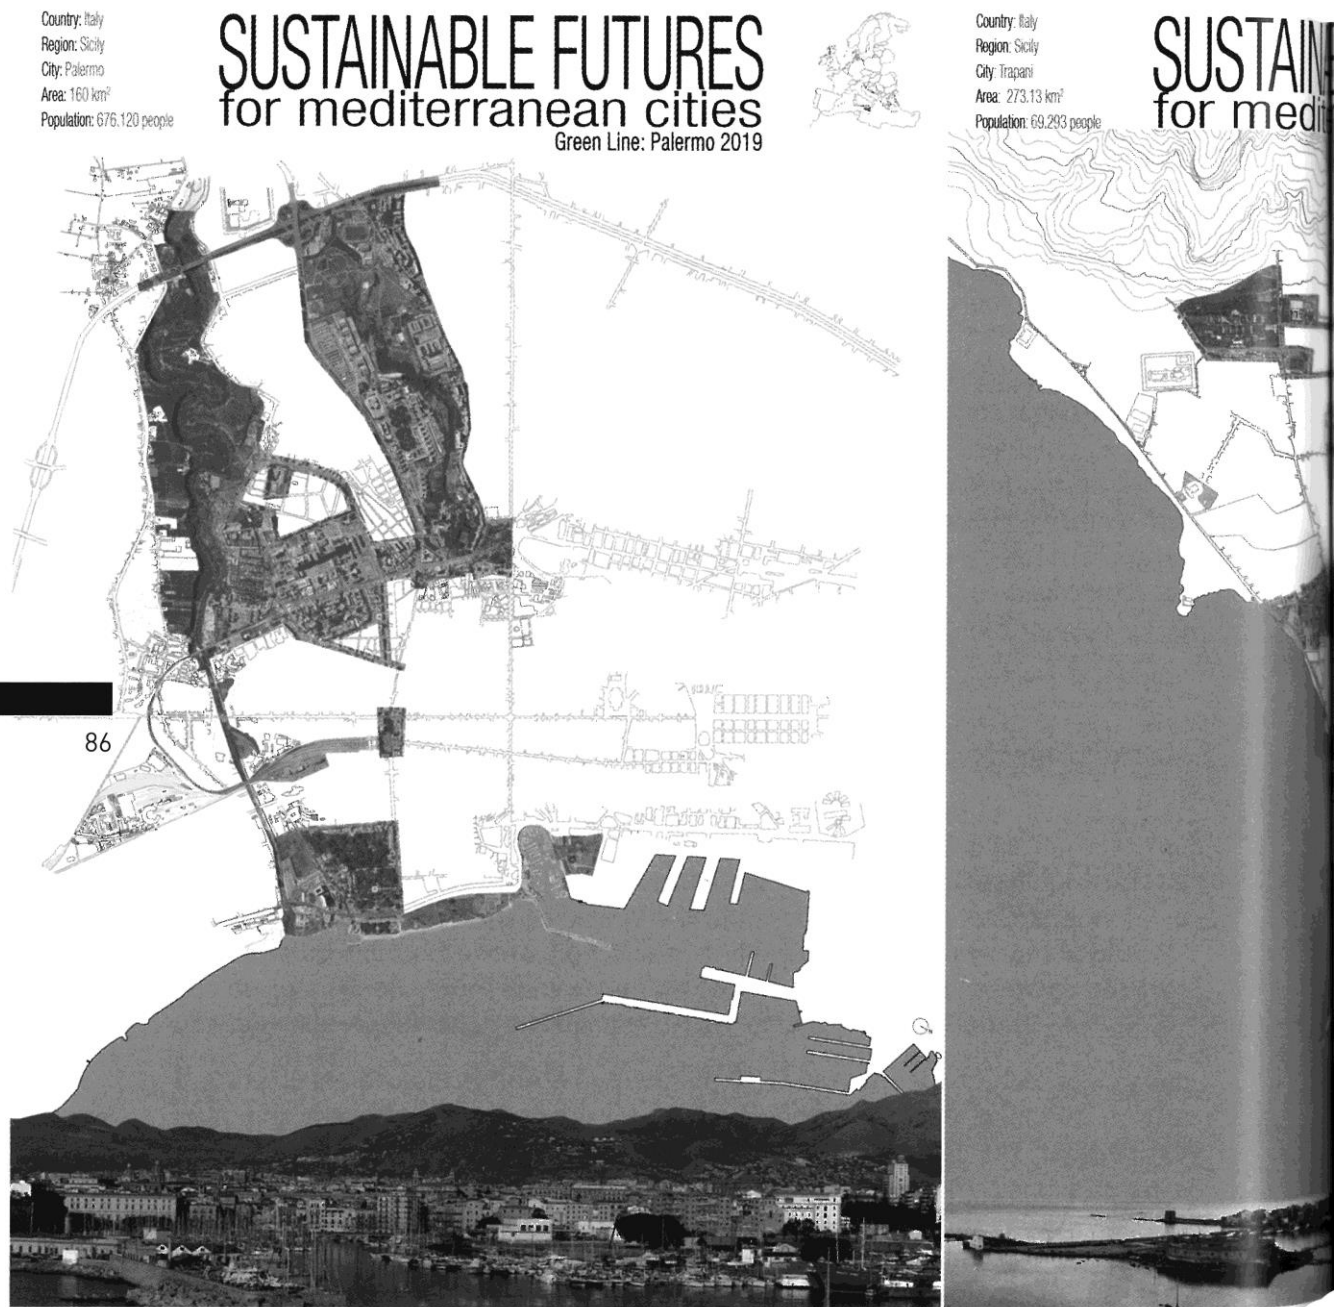 Country: Italy
Region: Sicily
City: Palermo
Area: 160 km²
Population: 676.120 people
SUSTAINABLE FUTURES
for mediterranean cities
Green Line: Palermo 2019
86
Country: Italy
Region: Sicily
City: Trapani
Area: 273.13 km²
Population: 69.293 people
SUSTAIN
for medit